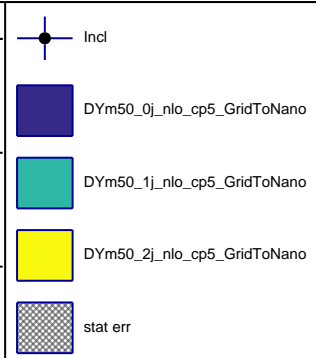 Incl
DYm50_0j_nlo_cp5_GridToNano
DYm50_1j_nlo_cp5_GridToNano
DYm50_2j_nlo_cp5_GridToNano
stat err